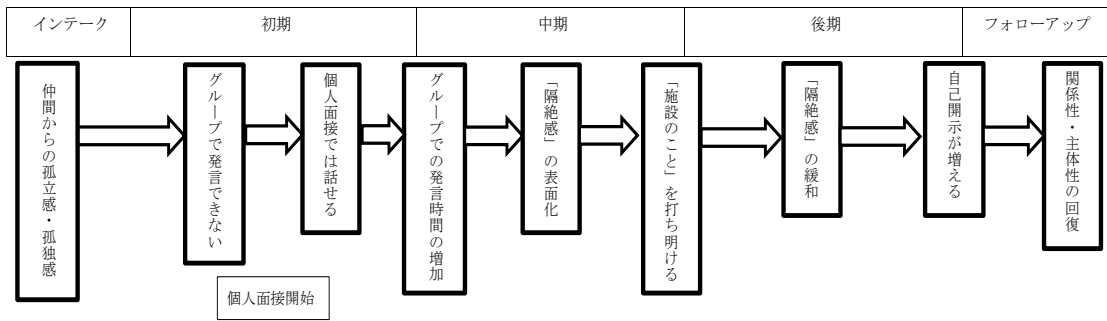 インテーク
初期
中期
後期
フォローアップ
仲間からの孤立感・孤独感
グループで発言できない
個人面接では話せる
グループでの発言時間の増加
「隔絶感」の表面化
「施設のこと」を打ち明ける
「隔絶感」の緩和
自己開示が増える
関係性・主体性の回復
個人面接開始